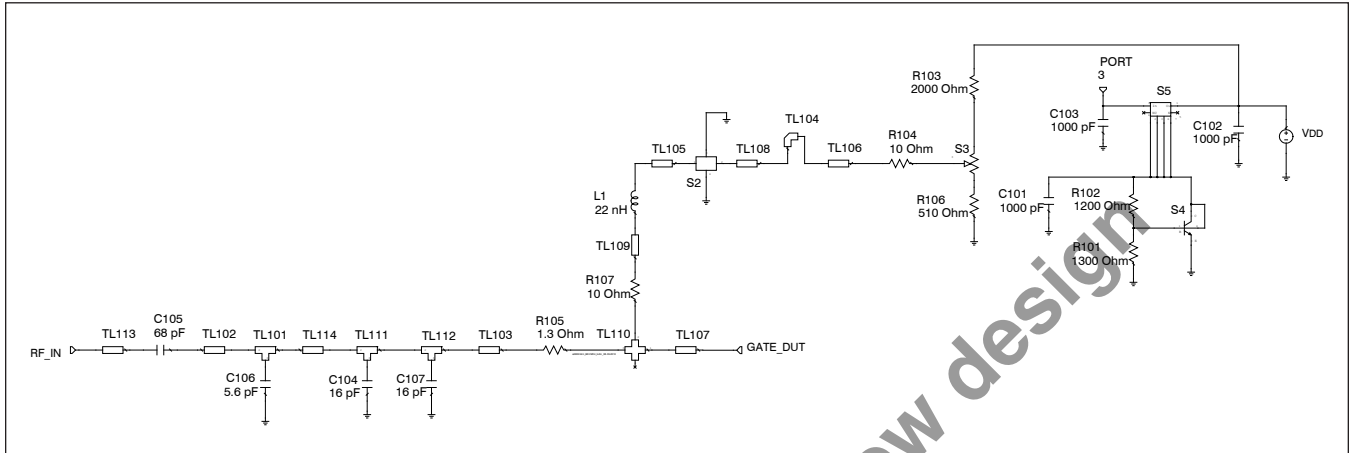 R103
2000 Ohm
PORT
3
S5
C103
1000 pF
C102
1000 pF
VDD
TL104
TL105
TL108
TL106
R104
10 Ohm
S3
S2
L1
22 nH
R106
510 Ohm
C101
1000 pF
R102
1200 Ohm
S4
TL109
R101
1300 Ohm
R107
10 Ohm
C105
68 pF
TL113
TL102
TL101
TL114
TL111
TL112
TL103
R105
1.3 Ohm
TL110
TL107
RF_IN
GATE_DUT
C106
5.6 pF
C104
16 pF
C107
16 pF
ew design